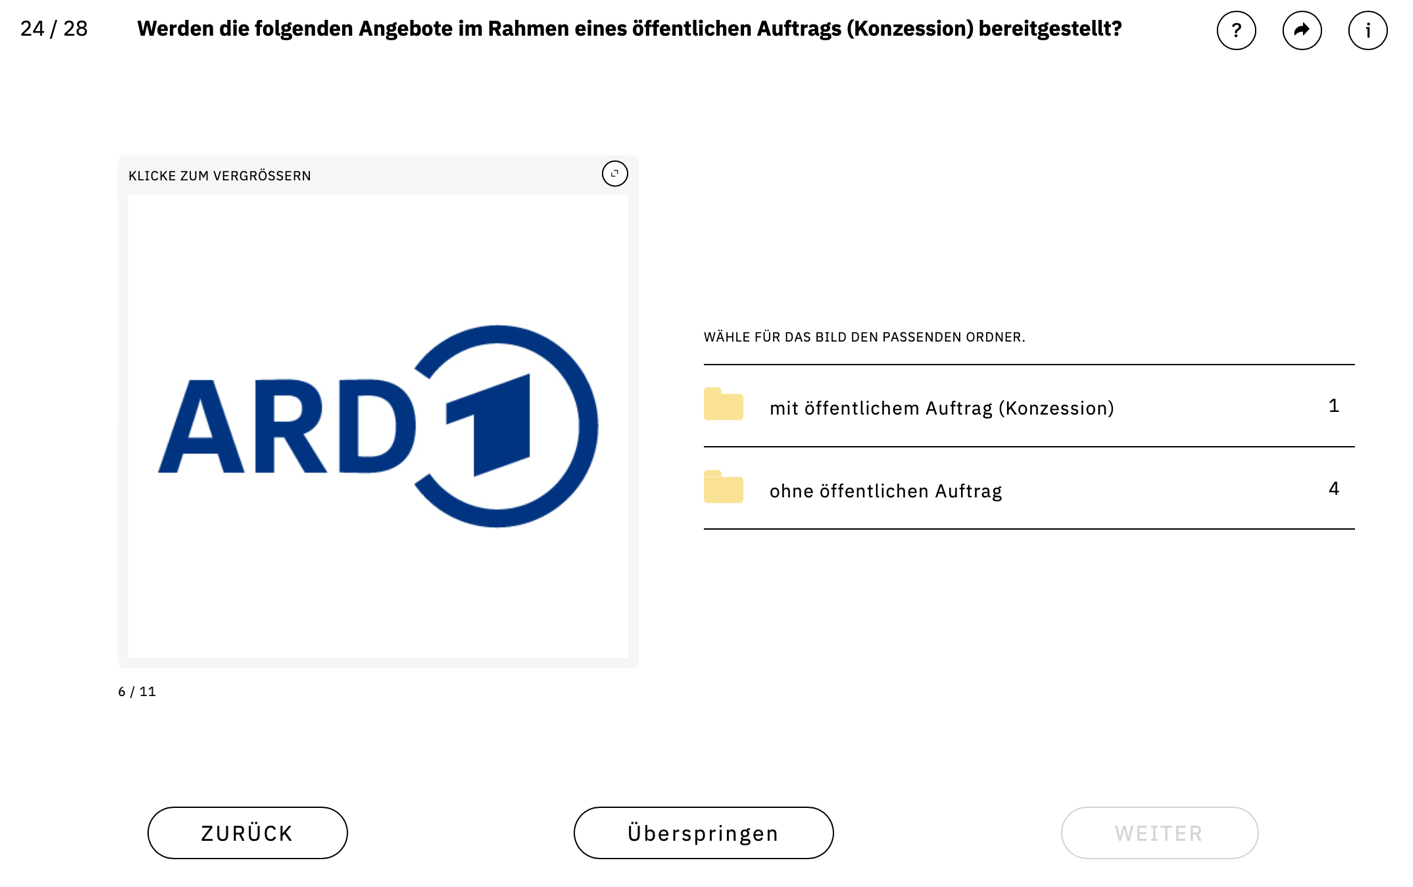 24 / 28
Werden die folgenden Angebote im Rahmen eines öffentlichen Auftrags (Konzession) bereitgestellt?
?
i
KLICKE ZUM VERGRÖSSERN
ARD 1
WÄHLE FÜR DAS BILD DEN PASSENDEN ORDNER.
mit öffentlichem Auftrag (Konzession) 1
ohne öffentlichen Auftrag 4
6 / 11
ZURÜCK
Überspringen
WEITER